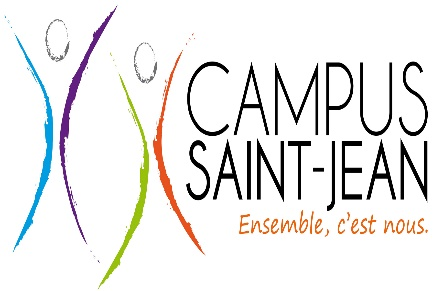 CAMPUS
SAINT-JEAN
Ensemble, c'est nous.